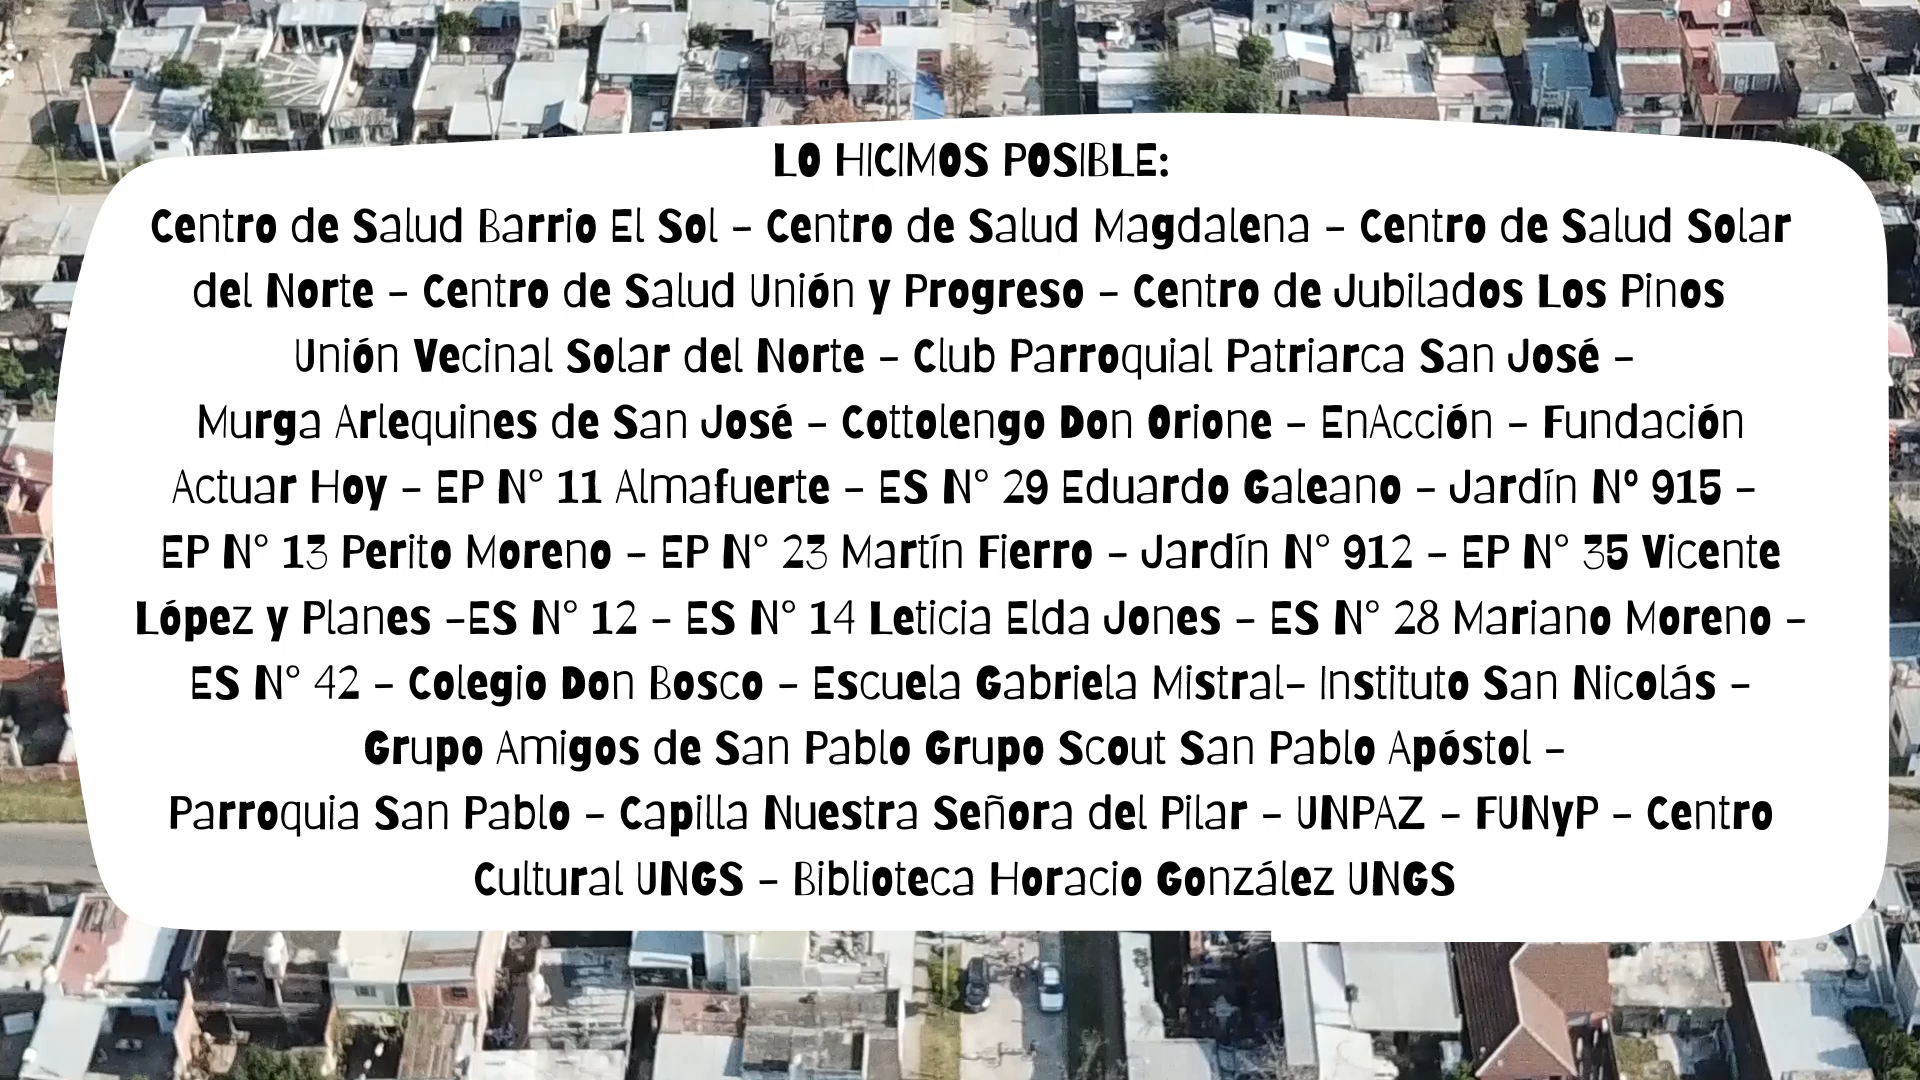 LO HICIMOS POSIBLE:
Centro de Salud Barrio El Sol - Centro de Salud Magdalena - Centro de Salud Solar
del Norte - Centro de Salud Unión y Progreso - Centro de Jubilados Los Pinos
Unión Vecinal Solar del Norte - Club Parroquial Patriarca San José -
Murga Arlequines de San José - Cottolengo Don Orione - EnAcción - Fundación
Actuar Hoy - EP N° 11 Almafuerte - ES N° 29 Eduardo Galeano - Jardín Nº 915 -
EP N° 13 Perito Moreno - EP N° 23 Martín Fierro - Jardín N° 912 - EP N° 35 Vicente
López y Planes -ES N° 12 - ES N° 14 Leticia Elda Jones - ES N° 28 Mariano Moreno -
ES N° 42 - Colegio Don Bosco - Escuela Gabriela Mistral- Instituto San Nicolás -
Grupo Amigos de San Pablo Grupo Scout San Pablo Apóstol -
Parroquia San Pablo - Capilla Nuestra Señora del Pilar - UNPAZ - FUNyP - Centro
Cultural UNGS - Biblioteca Horacio González UNGS